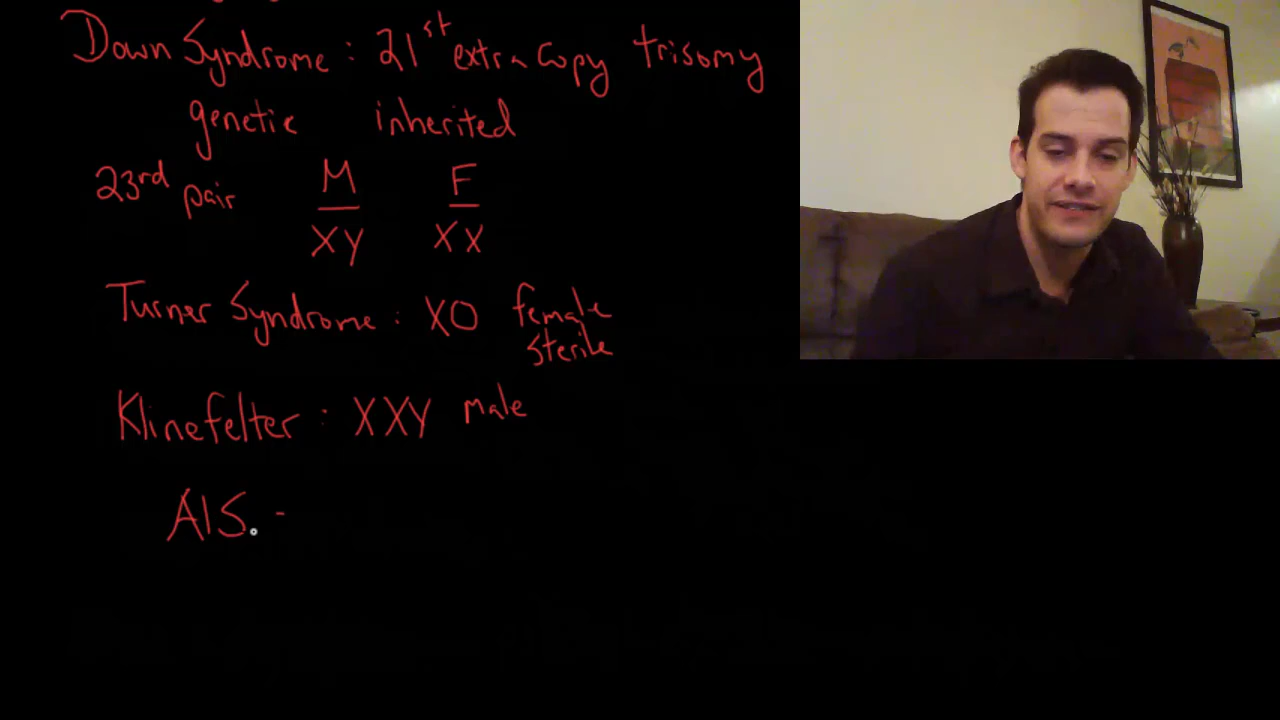 Down Syndrome : 21st extra copy trisomy
genetic inherited
23rd pair M F
XY XX
Turner Syndrome : XO female
sterile
Klinefelter : XXY male
AIS -